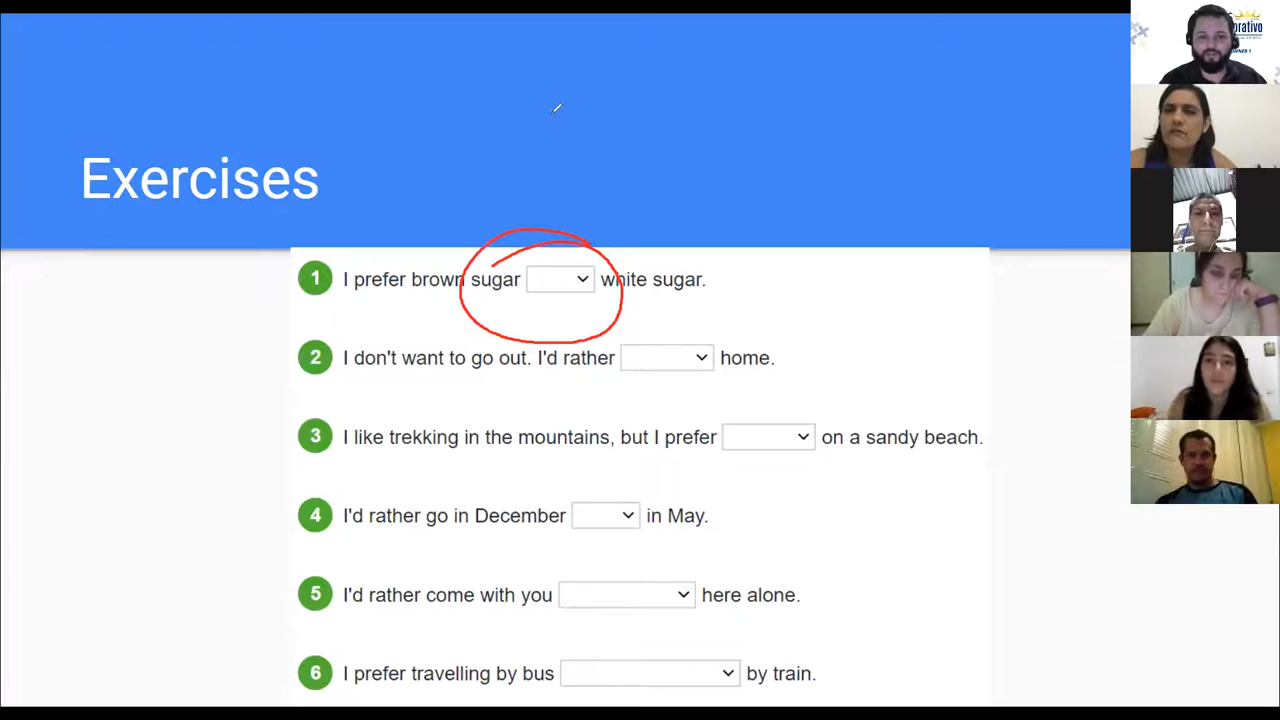 Exercises
1 I prefer brown sugar white sugar.
2 I don't want to go out. I'd rather home.
3 I like trekking in the mountains, but I prefer on a sandy beach.
4 I'd rather go in December in May.
5 I'd rather come with you here alone.
6 I prefer travelling by bus by train.